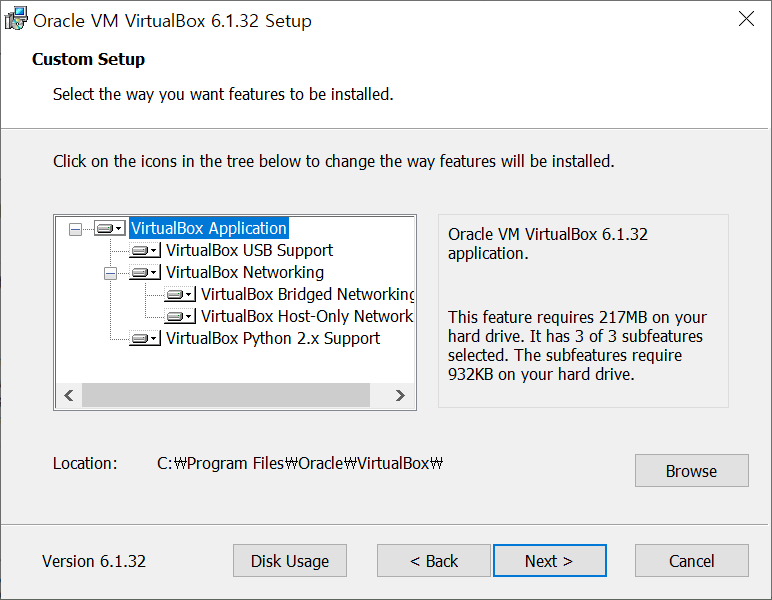 Oracle VM VirtualBox 6.1.32 Setup
Custom Setup
Select the way you want features to be installed.
Click on the icons in the tree below to change the way features will be installed.
VirtualBox Application
VirtualBox USB Support
VirtualBox Networking
VirtualBox Bridged Networking
VirtualBox Host-Only Network
VirtualBox Python 2.x Support
Oracle VM VirtualBox 6.1.32
application.
This feature requires 217MB on your
hard drive. It has 3 of 3 subfeatures
selected. The subfeatures require
932KB on your hard drive.
Location: C:₩Program Files₩Oracle₩VirtualBox₩
Browse
Version 6.1.32
Disk Usage
< Back
Next >
Cancel